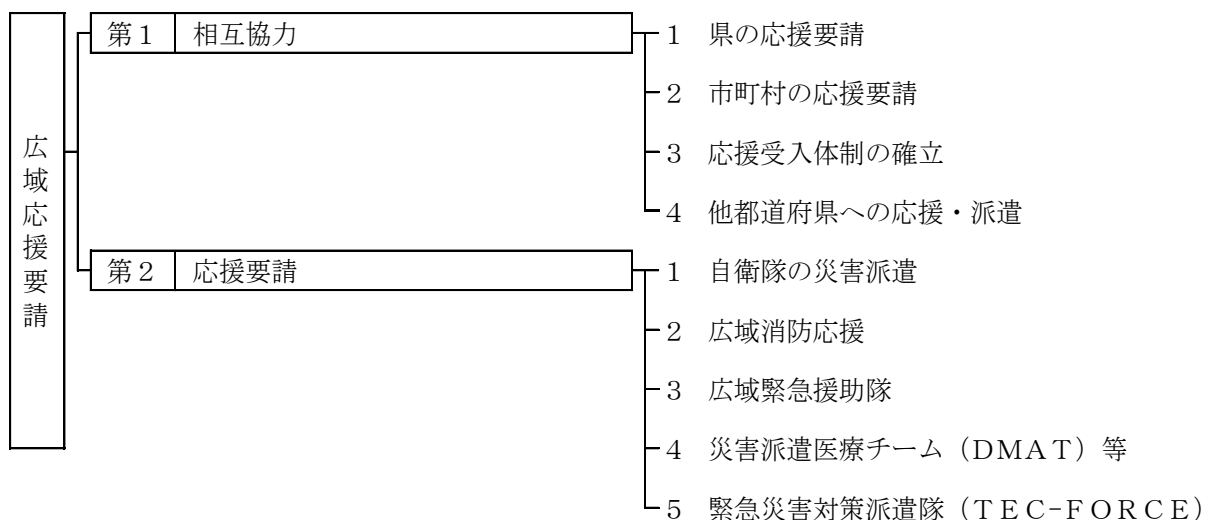 広域応援要請
第1 相互協力
1 県の応援要請
2 市町村の応援要請
3 応援受入体制の確立
4 他都道府県への応援・派遣
第2 応援要請
1 自衛隊の災害派遣
2 広域消防応援
3 広域緊急援助隊
4 災害派遣医療チーム（DMAT）等
5 緊急災害対策派遣隊（TEC-FORCE）